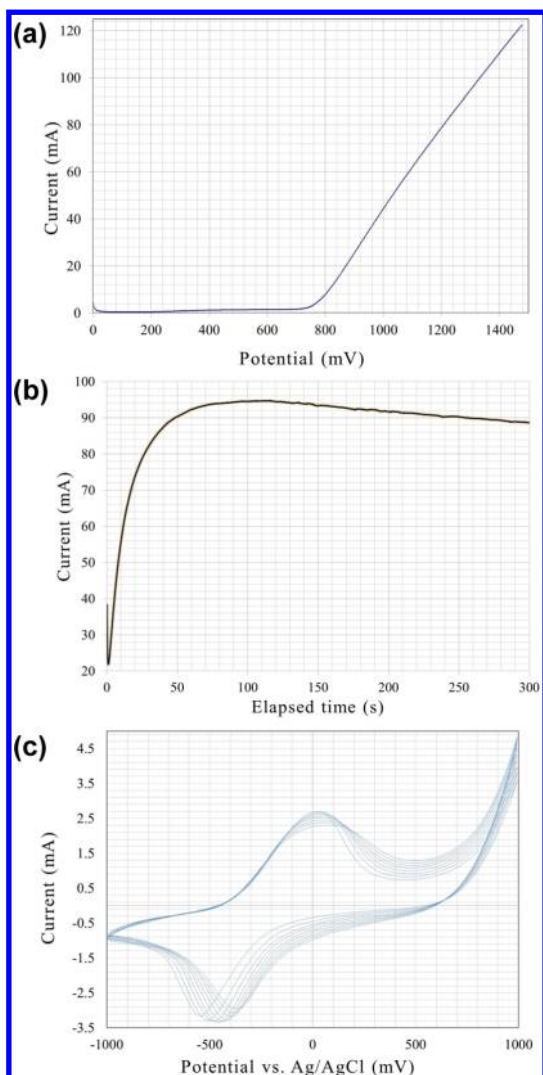 (a)
120
100
80
60
40
20
0
Current (mA)
0 200 400 600 800 1000 1200 1400
Potential (mV)
(b)
100
90
80
70
60
50
40
30
20
Current (mA)
0 50 100 150 200 250 300
Elapsed time (s)
(c)
4.5
3.5
2.5
1.5
0.5
-0.5
-1.5
-2.5
-3.5
Current (mA)
-1000 -500 0 500 1000
Potential vs. Ag/AgCl (mV)